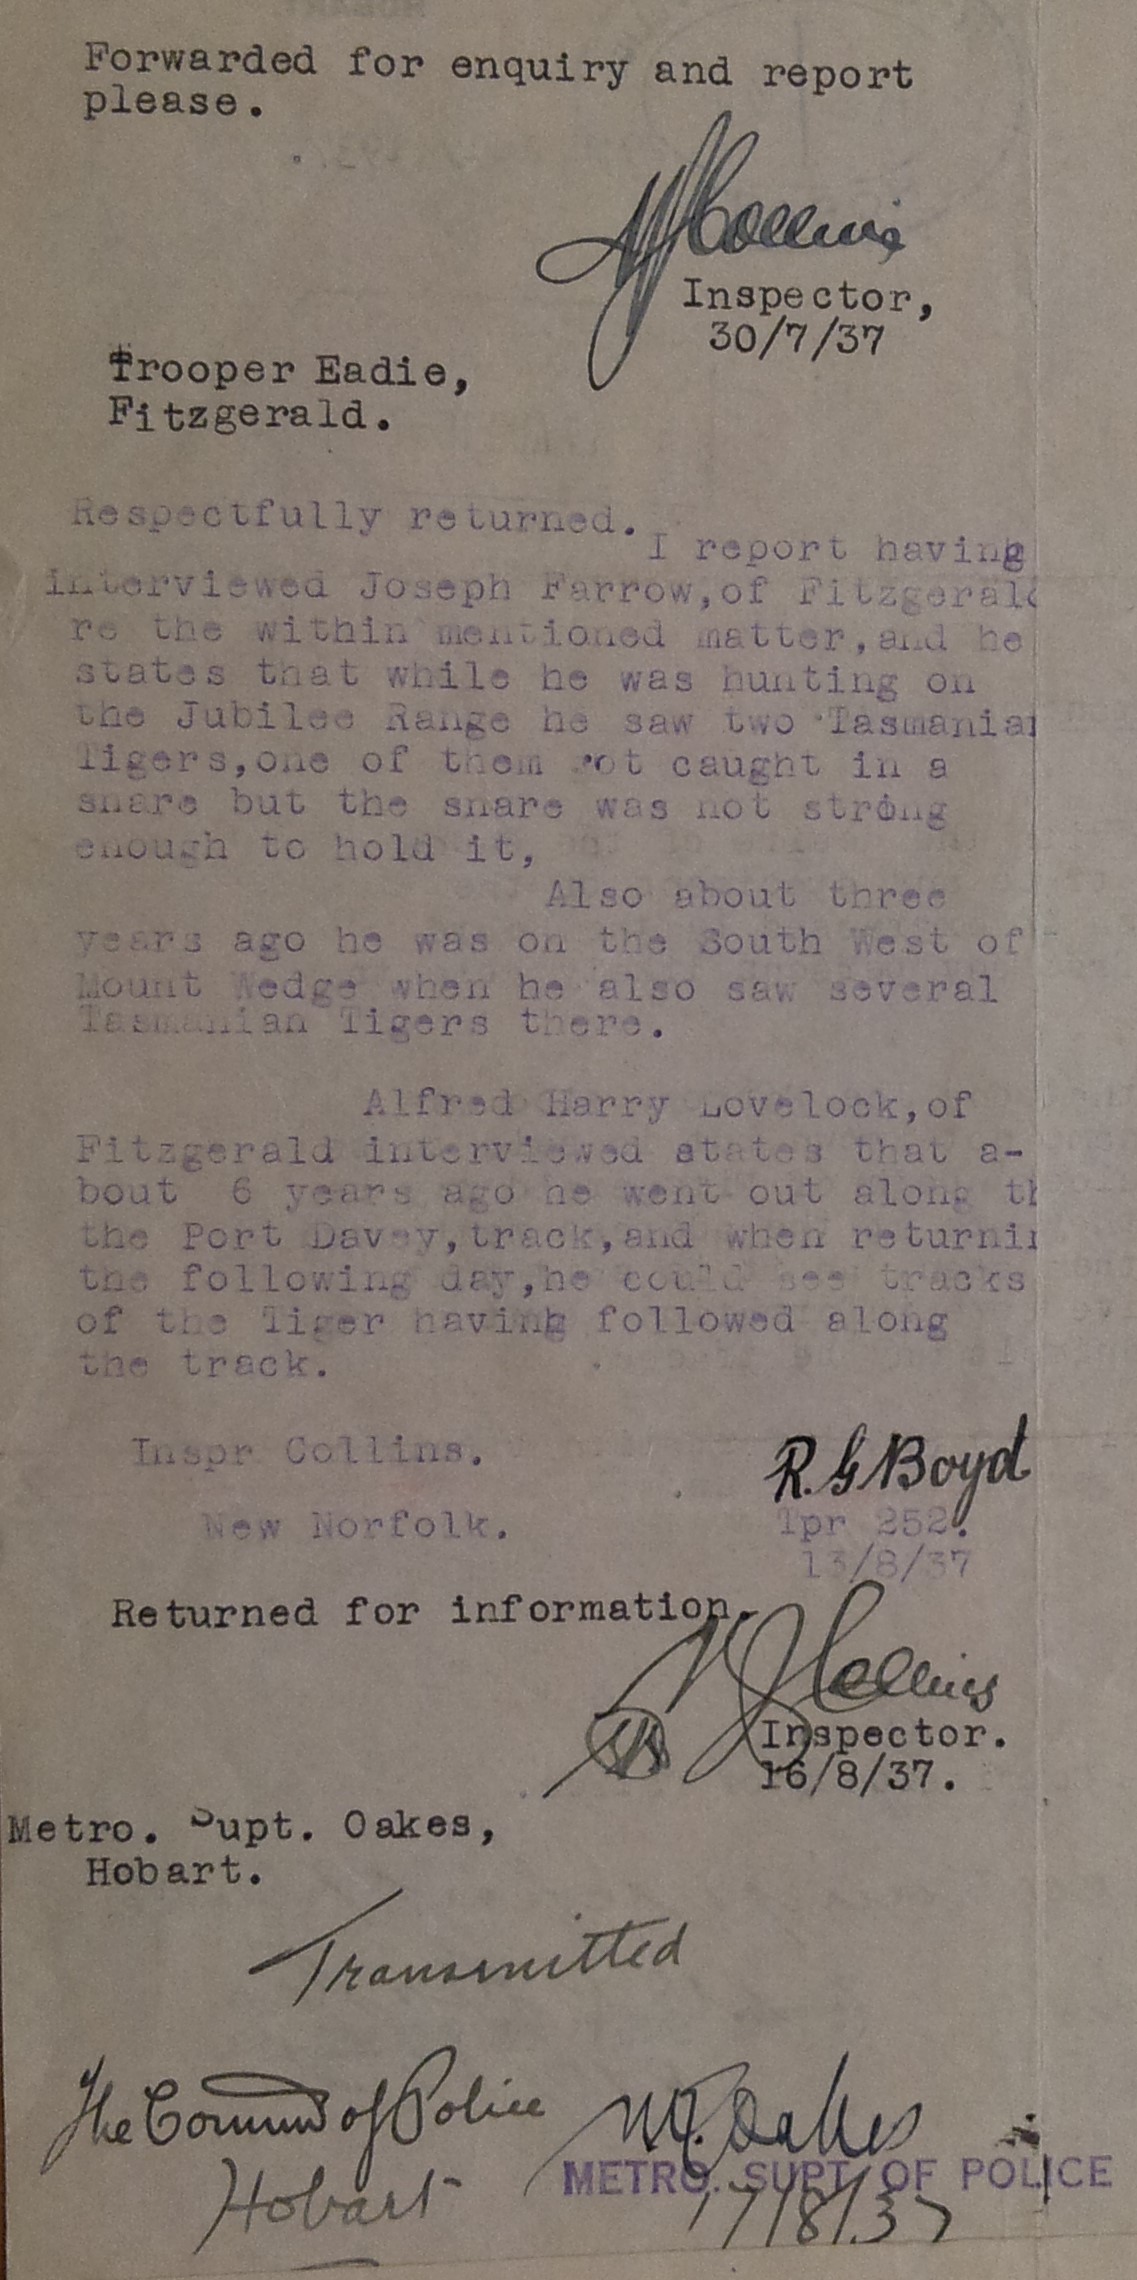 Forwarded for enquiry and report
please.
Collins
Inspector,
30/7/37
Trooper Eadie,
Fitzgerald.
Respectfully returned.
I report having
interviewed Joseph Farrow,of Fitzgerald
re the within mentioned matter,and he
states that while he was hunting on
the Jubilee Range he saw two Tasmanian
Tigers,one of them got caught in a
snare but the snare was not strong
enough to hold it,
Also about three
years ago he was on the South West of
Mount Wedge when he also saw several
Tasmanian Tigers there.
Alfred Harry Lovelock,of
Fitzgerald interviewed states that a-
bout 6 years ago he went out along th
the Port Davey,track,and when returnin
the following day,he could see tracks
of the Tiger having followed along
the track.
Inspr Collins.
New Norfolk.
R.G Boyd
Tpr 252.
13/8/37
Returned for information.
Collins
Inspector.
16/8/37.
Metro. Supt. Oakes,
Hobart.
Transmitted
The Commr of Police
Hobart
Oakes
METRO. SUPT. OF POLICE
17/8/37